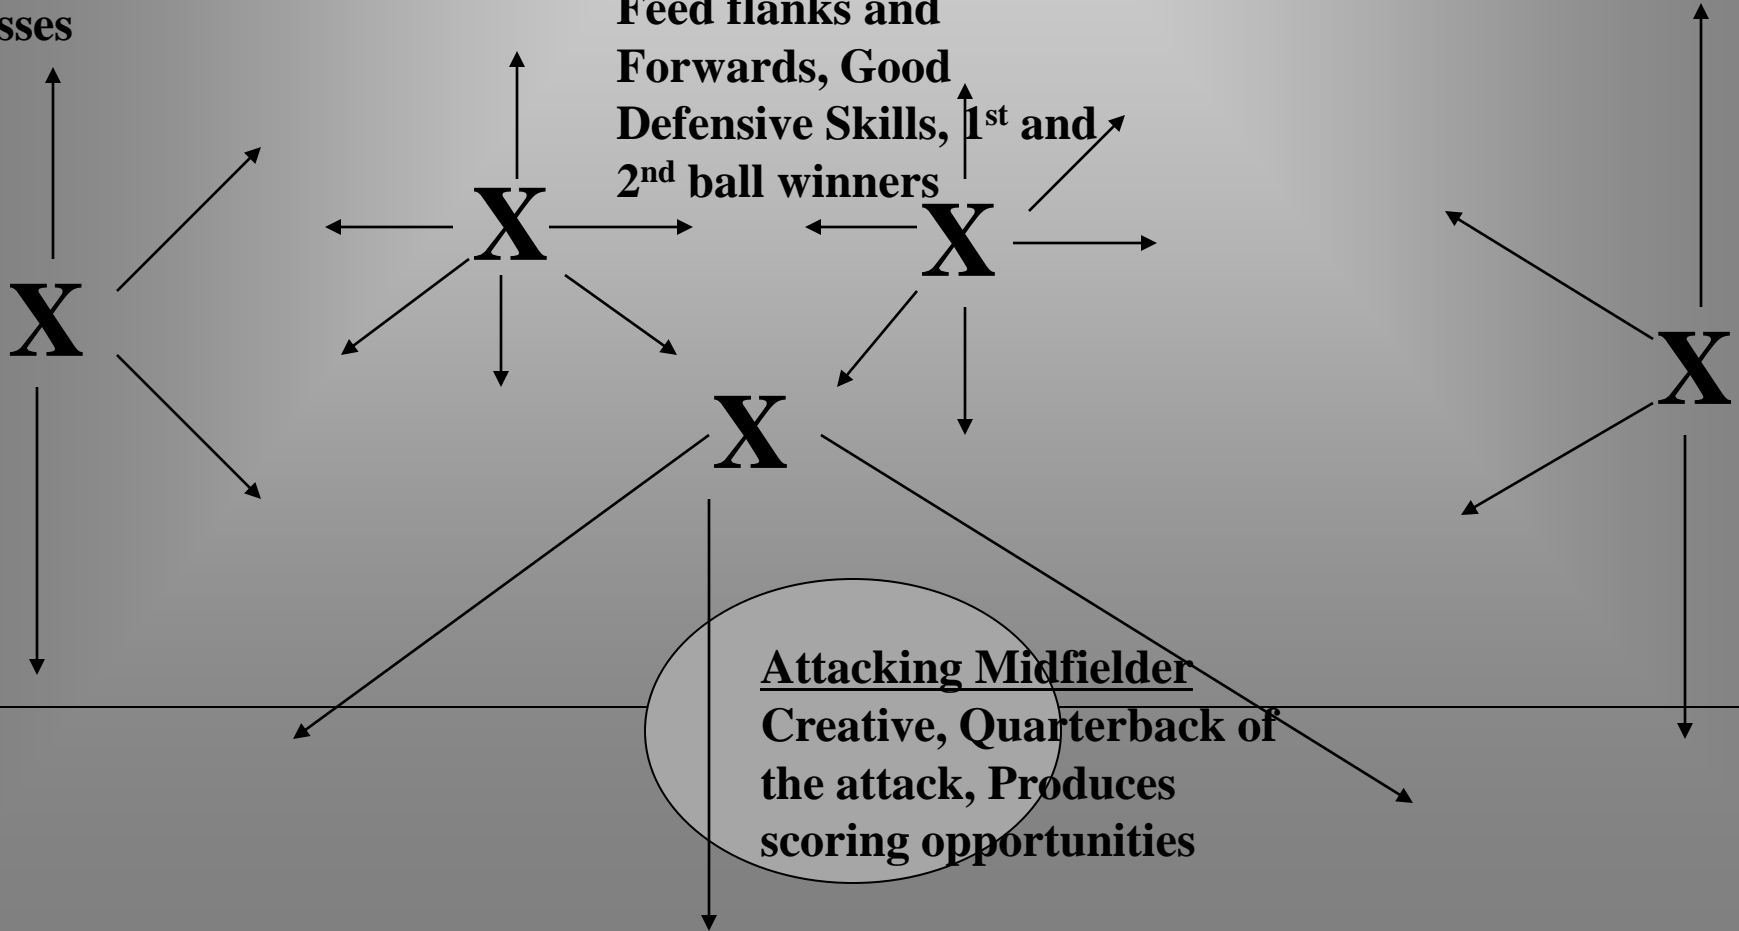 sses
Feed flanks and
Forwards, Good
Defensive Skills, 1st and
2nd ball winners
X
X
X
X
X
Attacking Midfielder
Creative, Quarterback of
the attack, Produces
scoring opportunities